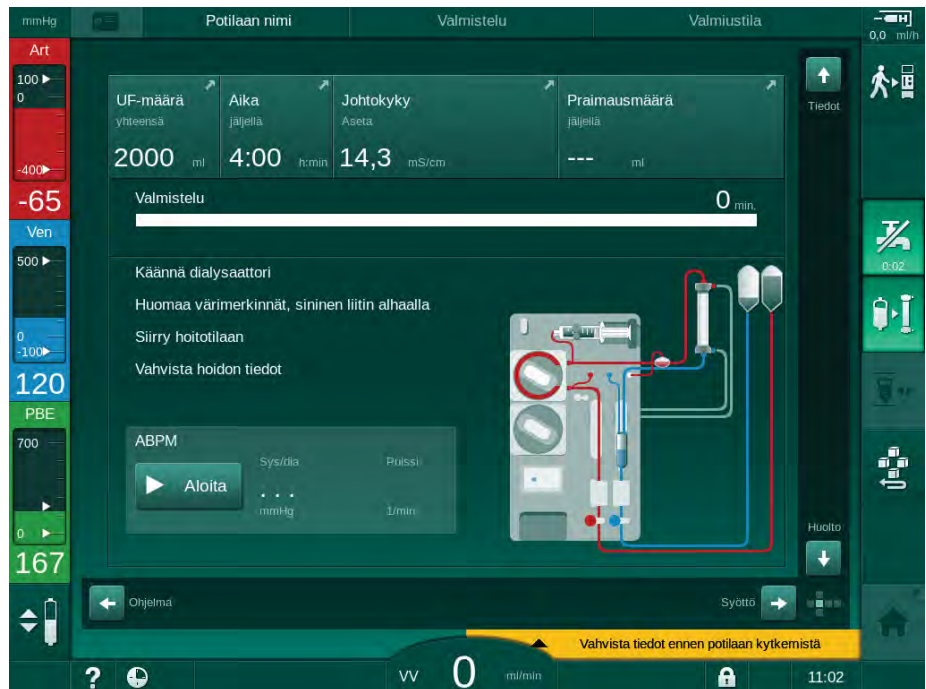 mmHg
Potilaan nimi
Valmistelu
Valmiustila
0,0 ml/h
Art
100
0
-400
-65
Ven
500
0
-100
120
PBE
700
0
167
UF-määrä
yhteensä
2000 ml
Aika
jäljellä
4:00 h:min
Johtokyky
Aseta
14,3 mS/cm
Praimausmäärä
jäljellä
--- ml
Tiedot
Valmistelu
0 min.
Käännä dialysaattori
Huomaa värimerkinnät, sininen liitin alhaalla
Siirry hoitotilaan
Vahvista hoidon tiedot
ABPM
Aloita
Sys/dia
. . .
mmHg
Pulssi
1/min
Huolto
0:02
Ohjelma
Syöttö
Vahvista tiedot ennen potilaan kytkemistä
?
VV 0 ml/min
11:02